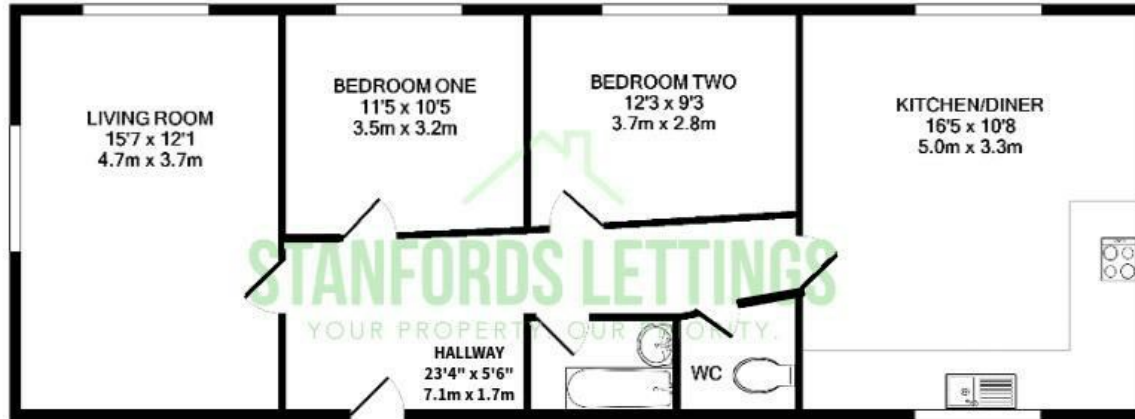 LIVING ROOM
15'7 x 12'1
4.7m x 3.7m
BEDROOM ONE
11'5 x 10'5
3.5m x 3.2m
BEDROOM TWO
12'3 x 9'3
3.7m x 2.8m
KITCHEN/DINER
16'5 x 10'8
5.0m x 3.3m
STANFORDS LETTINGS
YOUR PROPERTY. OUR PRIORITY.
HALLWAY
23'4" x 5'6"
7.1m x 1.7m
WC